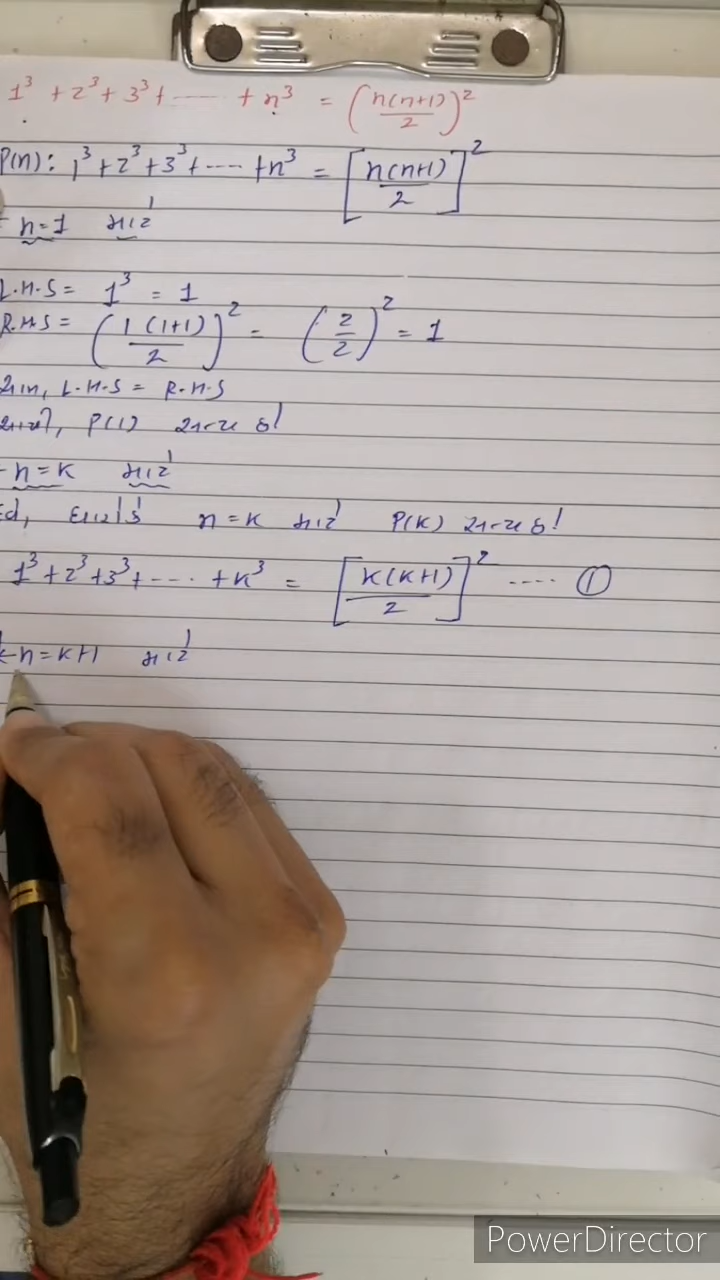 1³ + 2³ + 3³ + ...... + n³ = (n(n+1)/2)²
P(n): 1³ + 2³ + 3³ + .... + n³ = [n(n+1)/2]²
n=1 માટે
L.H.S = 1³ = 1
R.H.S = (1(1+1)/2)² = (2/2)² = 1
આમ, L.H.S = R.H.S
P(1) સત્ય છે
n = k માટે
ધારોકે n = k માટે P(k) સત્ય છે
1³ + 2³ + 3³ + .... + k³ = [k(k+1)/2]² .... ①
n = k+1 માટે
PowerDirector